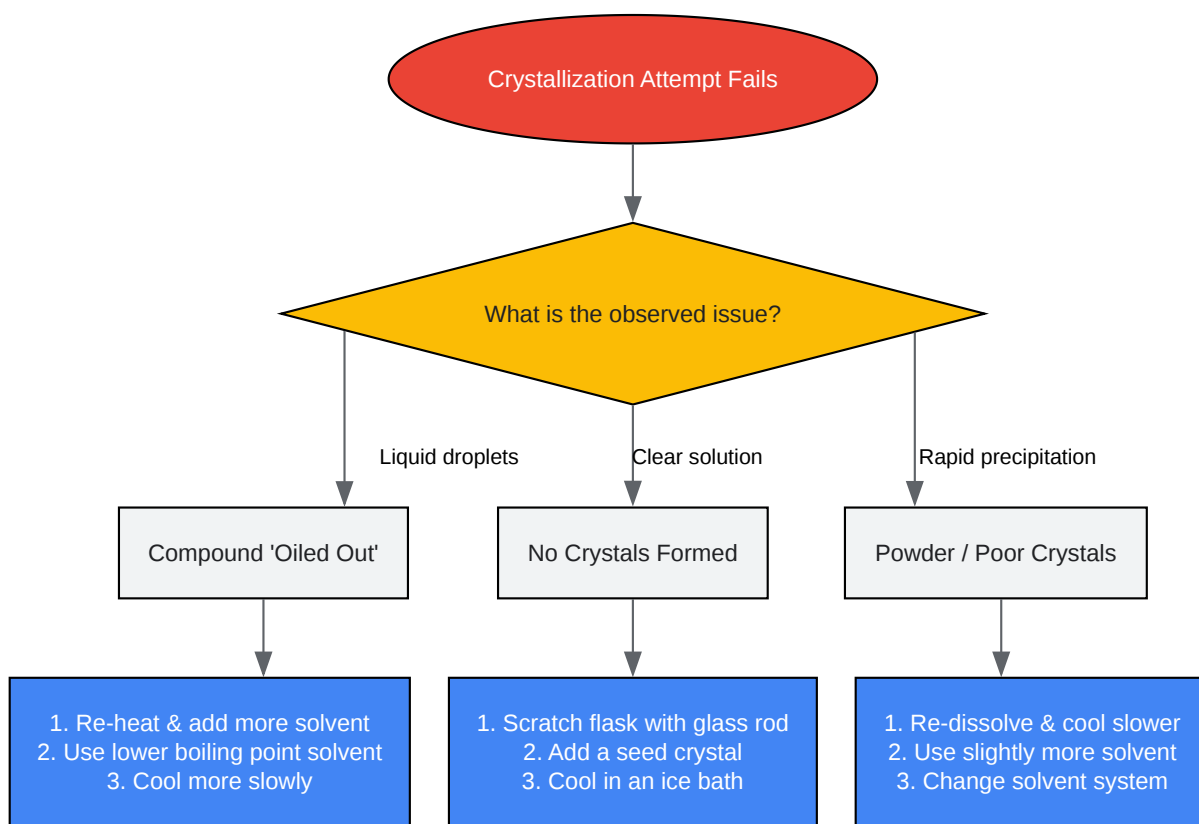 Crystallization Attempt Fails
What is the observed issue?
Liquid droplets
Clear solution
Rapid precipitation
Compound 'Oiled Out'
No Crystals Formed
Powder / Poor Crystals
1. Re-heat & add more solvent
2. Use lower boiling point solvent
3. Cool more slowly
1. Scratch flask with glass rod
2. Add a seed crystal
3. Cool in an ice bath
1. Re-dissolve & cool slower
2. Use slightly more solvent
3. Change solvent system